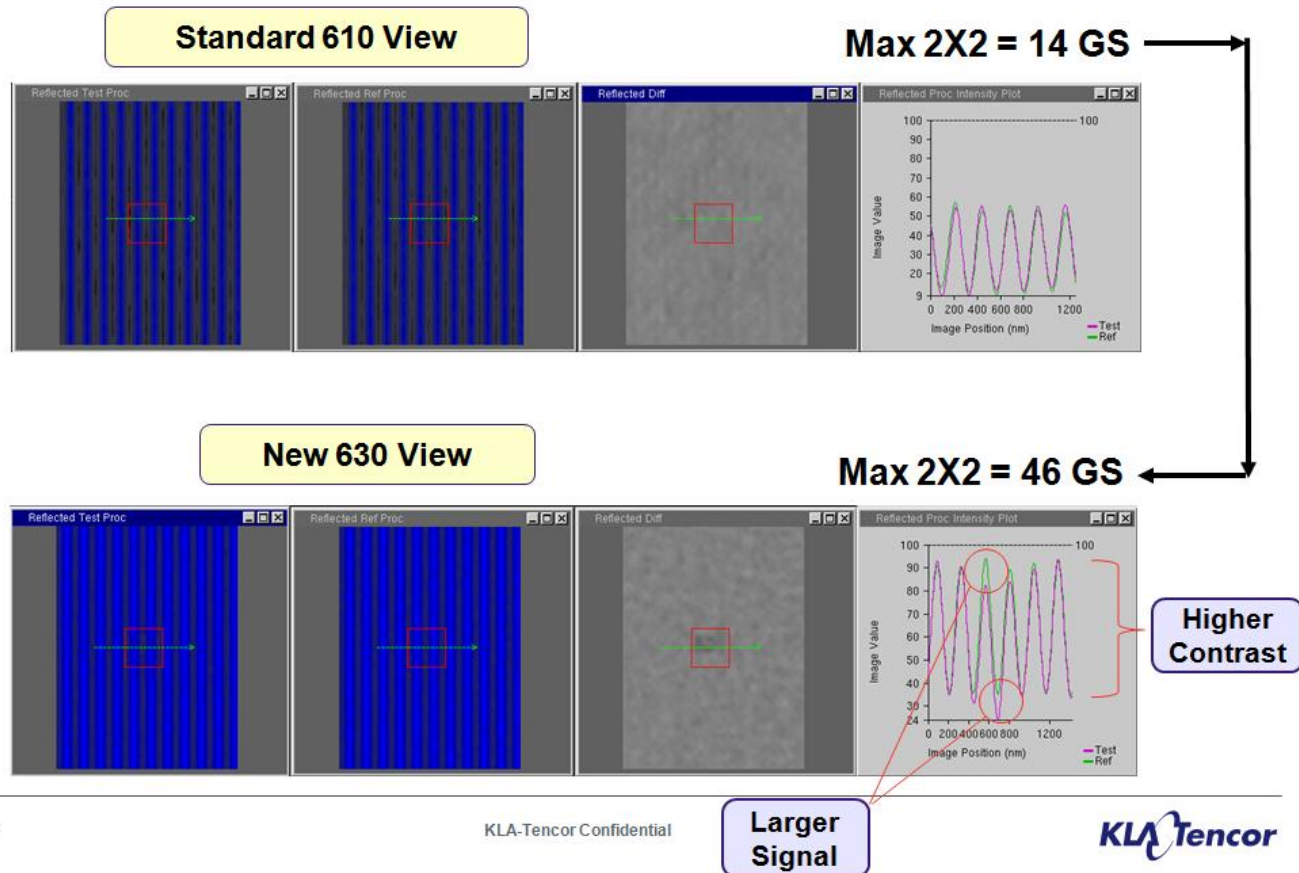 Standard 610 View
Max 2X2 = 14 GS
Reflected Test Proc
Reflected Ref Proc
Reflected Diff
Reflected Proc Intensity Plot
100
100
90
80
70
60
50
40
30
20
9
Image Value
0 200 400 600 800 1200
Image Position (nm)
Test
Ref
New 630 View
Max 2X2 = 46 GS
Reflected Test Proc
Reflected Ref Proc
Reflected Diff
Reflected Proc Intensity Plot
100
100
90
80
70
60
50
40
30
24
Image Value
0 200 400 600 800 1200
Image Position (nm)
Test
Ref
Higher
Contrast
Larger
Signal
KLA-Tencor Confidential
KLA Tencor